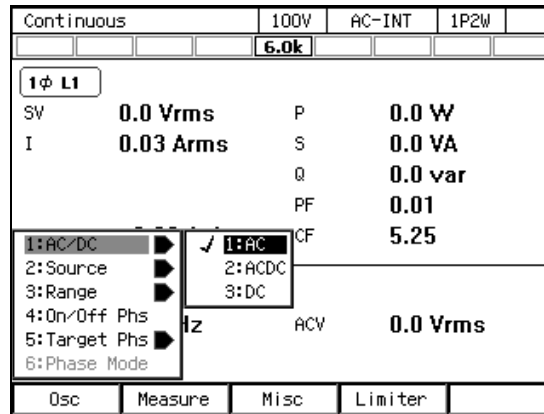 Continuous 100V AC-INT 1P2W
6.0k
1ϕ L1
SV 0.0 Vrms P 0.0 W
I 0.03 Arms S 0.0 VA
Q 0.0 var
PF 0.01
CF 5.25
1:AC/DC ✓ 1:AC
2:Source 2:ACDC
3:Range 3:DC
4:On/Off Phs
5:Target Phs Hz ACV 0.0 Vrms
6:Phase Mode
Osc Measure Misc Limiter